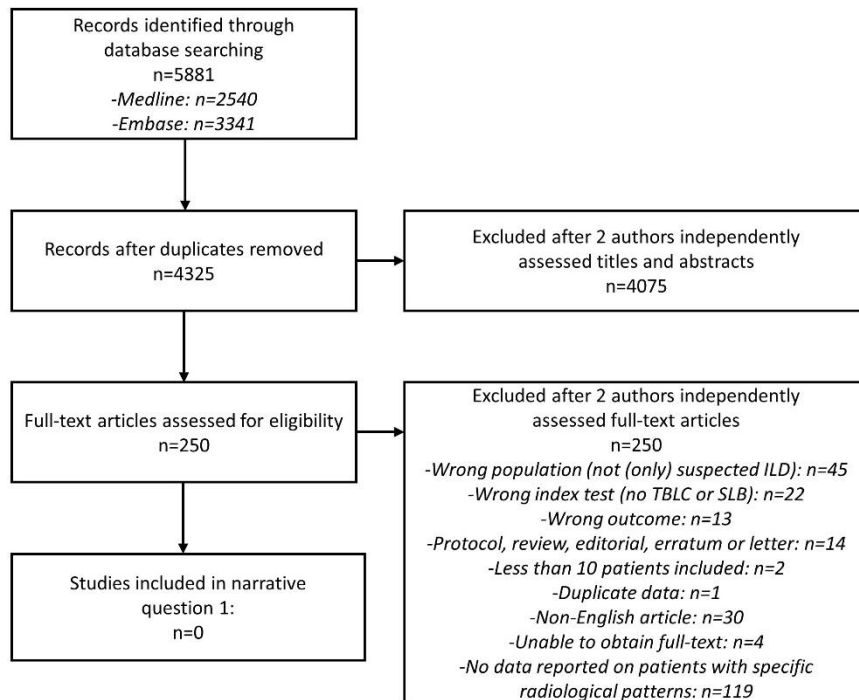 Records identified through
database searching
n=5881
-Medline: n=2540
-Embase: n=3341
Records after duplicates removed
n=4325
Excluded after 2 authors independently
assessed titles and abstracts
n=4075
Full-text articles assessed for eligibility
n=250
Excluded after 2 authors independently
assessed full-text articles
n=250
-Wrong population (not (only) suspected ILD): n=45
-Wrong index test (no TBLC or SLB): n=22
-Wrong outcome: n=13
-Protocol, review, editorial, erratum or letter: n=14
-Less than 10 patients included: n=2
-Duplicate data: n=1
-Non-English article: n=30
-Unable to obtain full-text: n=4
-No data reported on patients with specific
radiological patterns: n=119
Studies included in narrative
question 1:
n=0